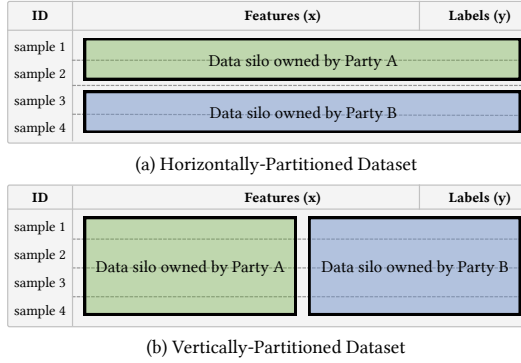 ID Features (x) Labels (y)
sample 1
Data silo owned by Party A
sample 2
sample 3
Data silo owned by Party B
sample 4
(a) Horizontally-Partitioned Dataset
ID Features (x) Labels (y)
sample 1
sample 2
Data silo owned by Party A Data silo owned by Party B
sample 3
sample 4
(b) Vertically-Partitioned Dataset